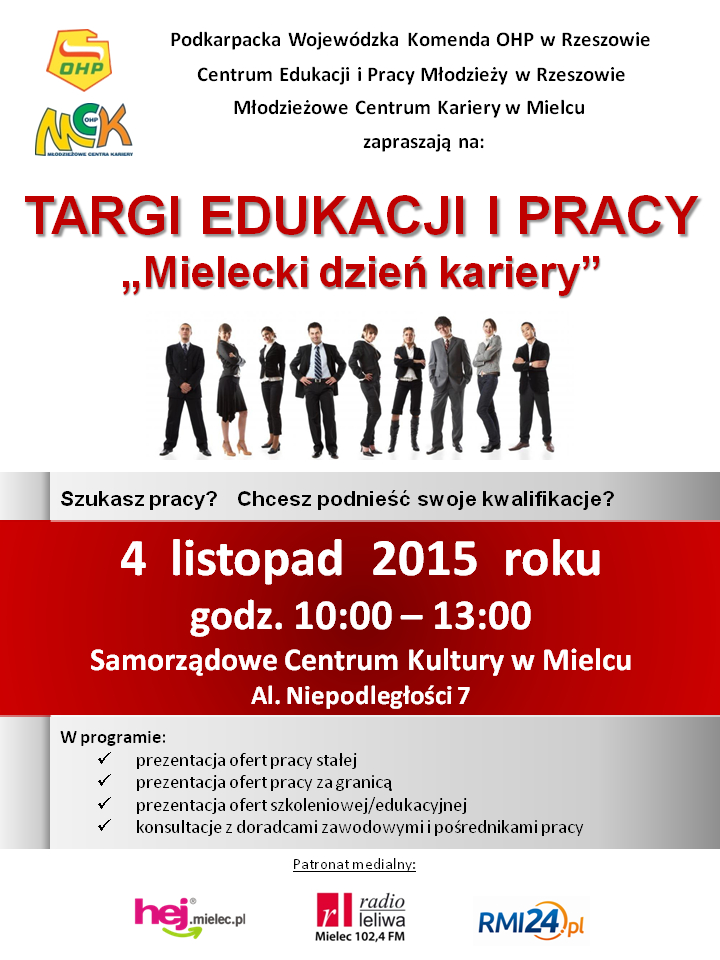 OHP
MCK
OHP
MŁODZIEŻOWE CENTRA KARIERY
Podkarpacka Wojewódzka Komenda OHP w Rzeszowie
Centrum Edukacji i Pracy Młodzieży w Rzeszowie
Młodzieżowe Centrum Kariery w Mielcu
zapraszają na:
TARGI EDUKACJI I PRACY
„Mielecki dzień kariery”
Szukasz pracy? Chcesz podnieść swoje kwalifikacje?
4 listopad 2015 roku
godz. 10:00 – 13:00
Samorządowe Centrum Kultury w Mielcu
Al. Niepodległości 7
W programie:
✓ prezentacja ofert pracy stałej
✓ prezentacja ofert pracy za granicą
✓ prezentacja ofert szkoleniowej/edukacyjnej
✓ konsultacje z doradcami zawodowymi i pośrednikami pracy
Patronat medialny:
hej.mielec.pl
rl radio
leliwa
Mielec 102,4 FM
RMI24.pl